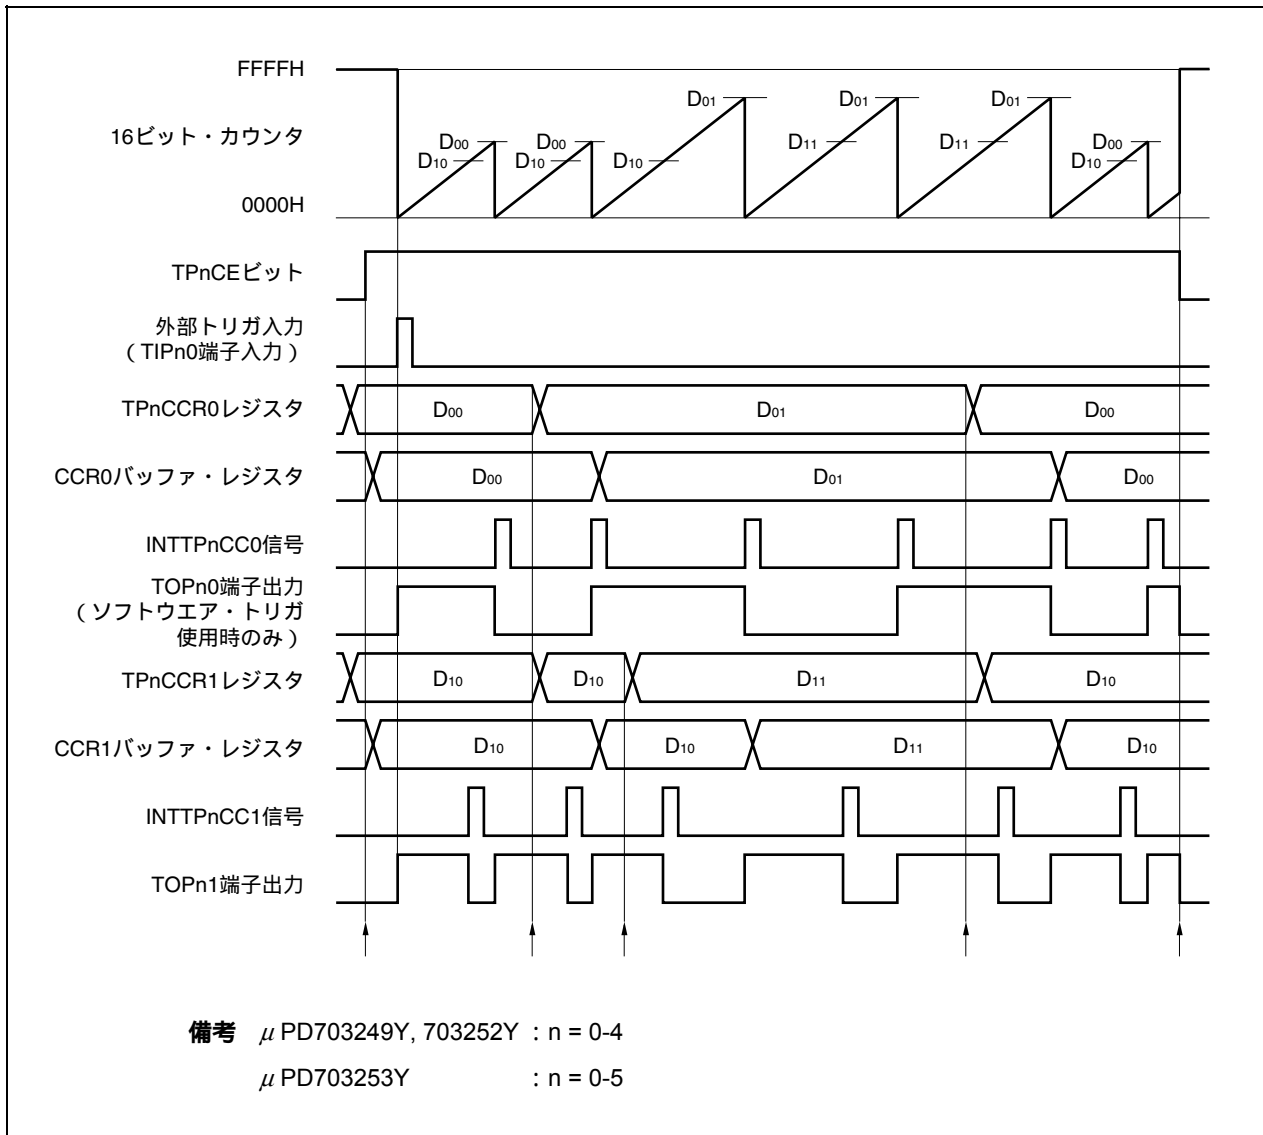 FFFFH
16ビット・カウンタ
0000H
D00 D10 D00 D10 D01 D10 D01 D11 D01 D11 D00 D10
TPnCEビット
外部トリガ入力
（TIPn0端子入力）
TPnCCR0レジスタ D00 D01 D00
CCR0バッファ・レジスタ D00 D01 D00
INTTPnCC0信号
TOPn0端子出力
（ソフトウエア・トリガ
使用時のみ）
TPnCCR1レジスタ D10 D10 D11 D10
CCR1バッファ・レジスタ D10 D10 D11 D10
INTTPnCC1信号
TOPn1端子出力
備考 μPD703249Y, 703252Y : n = 0-4
μPD703253Y : n = 0-5